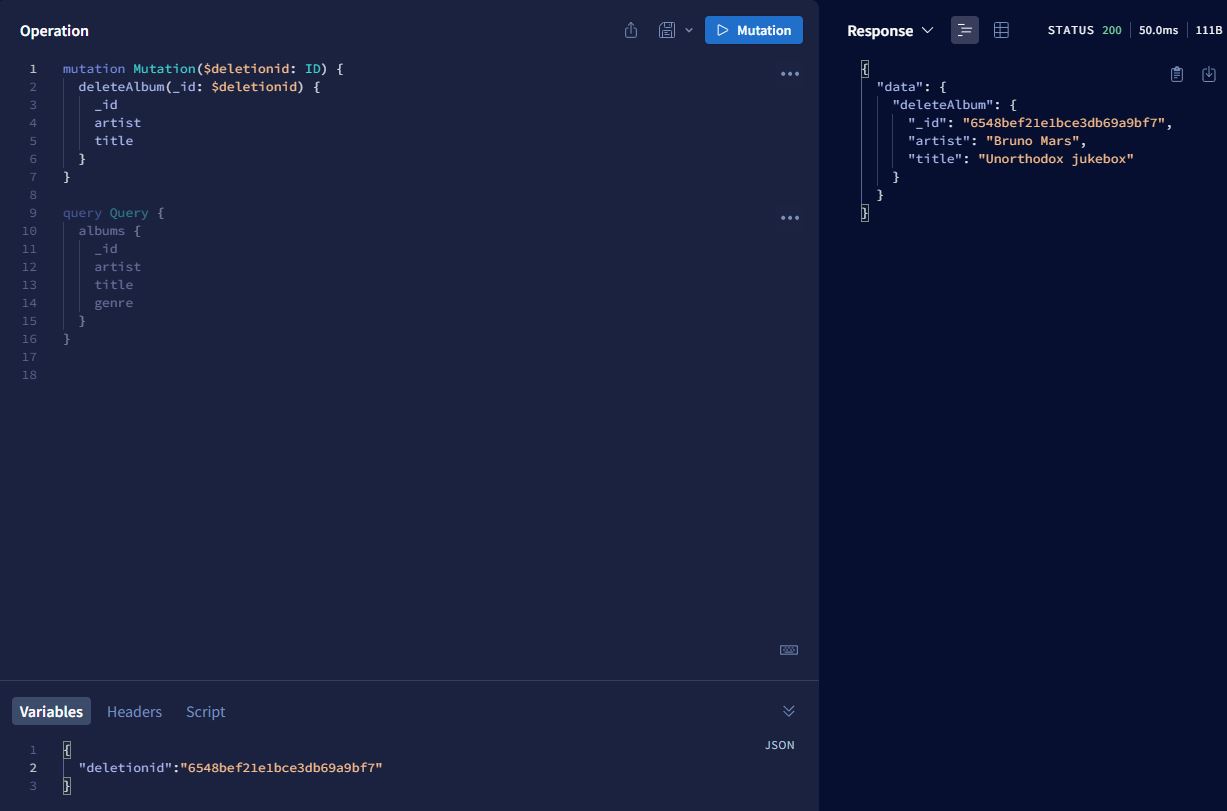 Operation
Mutation
1 mutation Mutation($deletionid: ID) {
2 deleteAlbum(_id: $deletionid) {
3 _id
4 artist
5 title
6 }
7 }
8
9 query Query {
10 albums {
11 _id
12 artist
13 title
14 genre
15 }
16 }
17
18
Variables Headers Script
JSON
1 {
2 "deletionid":"6548bef21e1bce3db69a9bf7"
3 }
Response
STATUS 200 50.0ms 111B
{
"data": {
"deleteAlbum": {
"_id": "6548bef21e1bce3db69a9bf7",
"artist": "Bruno Mars",
"title": "Unorthodox jukebox"
}
}
}